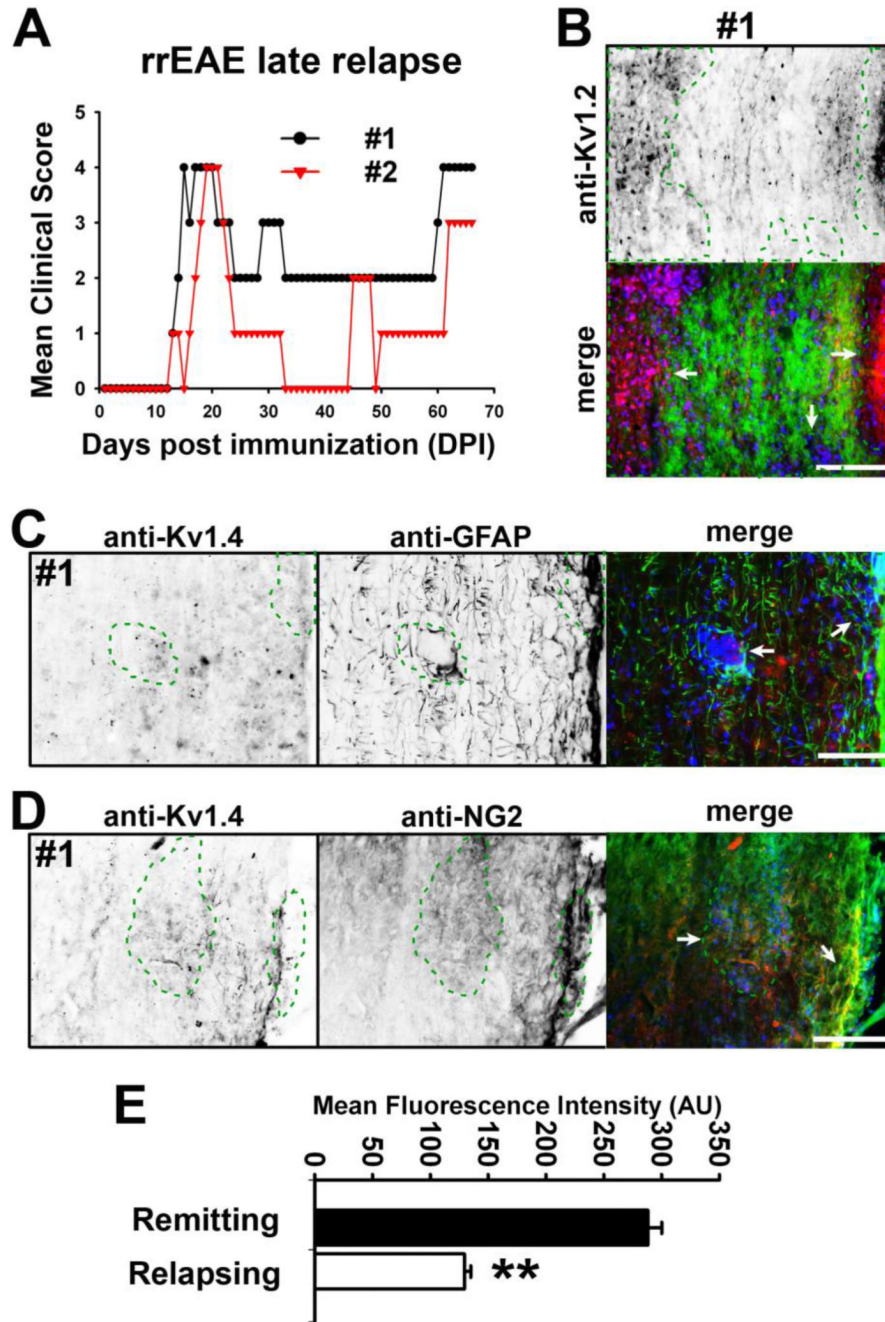 A
rrEAE late relapse
Mean Clinical Score
5
4
3
2
1
0
#1
#2
0 10 20 30 40 50 60 70
Days post immunization (DPI)
B
#1
anti-Kv1.2
merge
C
anti-Kv1.4 anti-GFAP merge
#1
D
anti-Kv1.4 anti-NG2 merge
#1
E
Mean Fluorescence Intensity (AU)
0 50 100 150 200 250 300 350
Remitting
Relapsing **